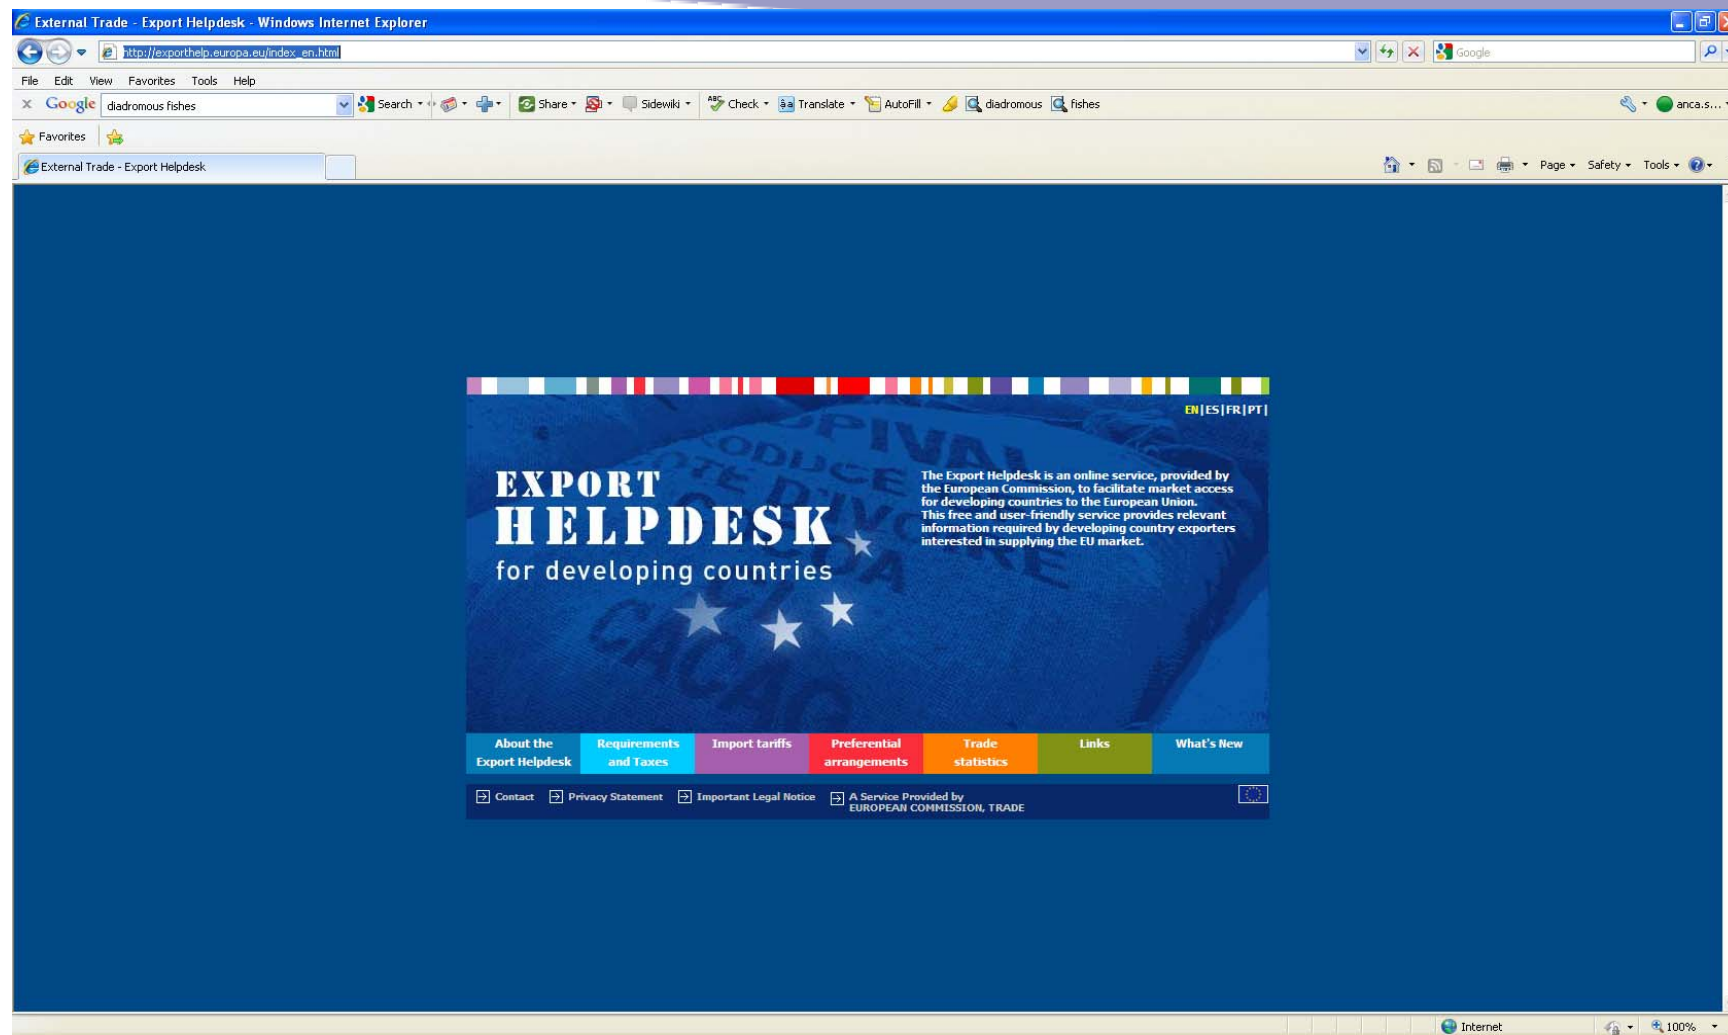 External Trade - Export Helpdesk - Windows Internet Explorer
http://exporthelp.europa.eu/index_en.html
Google
File Edit View Favorites Tools Help
x Google diadromous fishes Search Share Sidewiki Check Translate AutoFill diadromous fishes anca.s...
Favorites
External Trade - Export Helpdesk
Page Safety Tools
EN|ES|FR|PT|
EXPORT
HELPDESK
for developing countries
The Export Helpdesk is an online service, provided by
the European Commission, to facilitate market access
for developing countries to the European Union.
This free and user-friendly service provides relevant
information required by developing country exporters
interested in supplying the EU market.
OPIVAL
PRODUCE
COTE D'IVOIRE
CACAO
About the
Export Helpdesk
Requirements
and Taxes
Import tariffs
Preferential
arrangements
Trade
statistics
Links
What's New
Contact Privacy Statement Important Legal Notice A Service Provided by
EUROPEAN COMMISSION, TRADE
Internet 100%